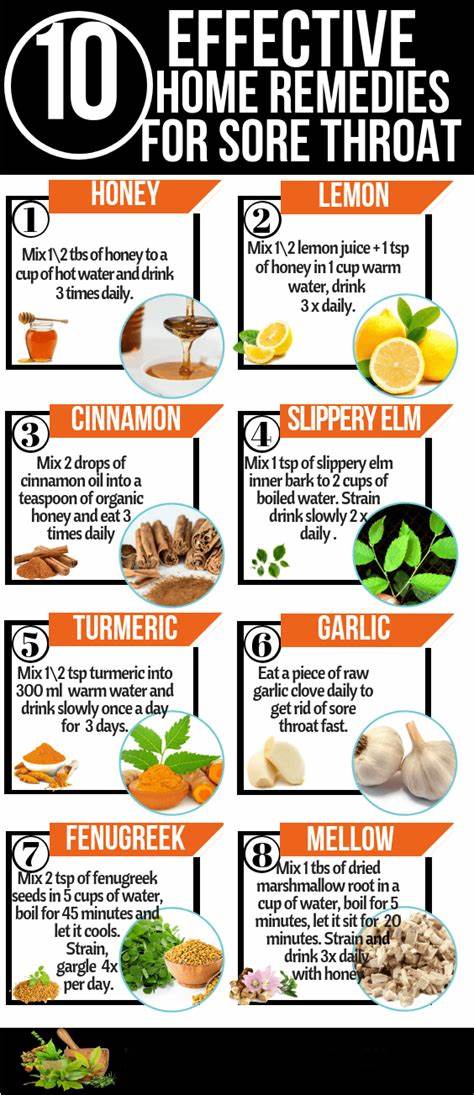 10
EFFECTIVE
HOME REMEDIES
FOR SORE THROAT
HONEY
1
Mix 1\2 tbs of honey to a
cup of hot water and drink
3 times daily.
LEMON
2
Mix 1\2 lemon juice + 1 tsp
of honey in 1 cup warm
water, drink
3 x daily.
CINNAMON
3
Mix 2 drops of
cinnamon oil into a
teaspoon of organic
honey and eat 3
times daily
SLIPPERY ELM
4
Mix 1 tsp of slippery elm
inner bark to 2 cups of
boiled water. Strain
drink slowly 2 x
daily .
TURMERIC
5
Mix 1\2 tsp turmeric into
300 ml warm water and
drink slowly once a day
for 3 days.
GARLIC
6
Eat a piece of raw
garlic clove daily to
get rid of sore
throat fast.
FENUGREEK
7
Mix 2 tsp of fenugreek
seeds in 5 cups of water,
boil for 45 minutes and
let it cools.
Strain,
gargle 4x
per day.
MELLOW
8
Mix 1 tbs of dried
marshmallow root in a
cup of water, boil for 5
minutes, let it sit for 20
minutes. Strain and
drink 3x daily
with honey